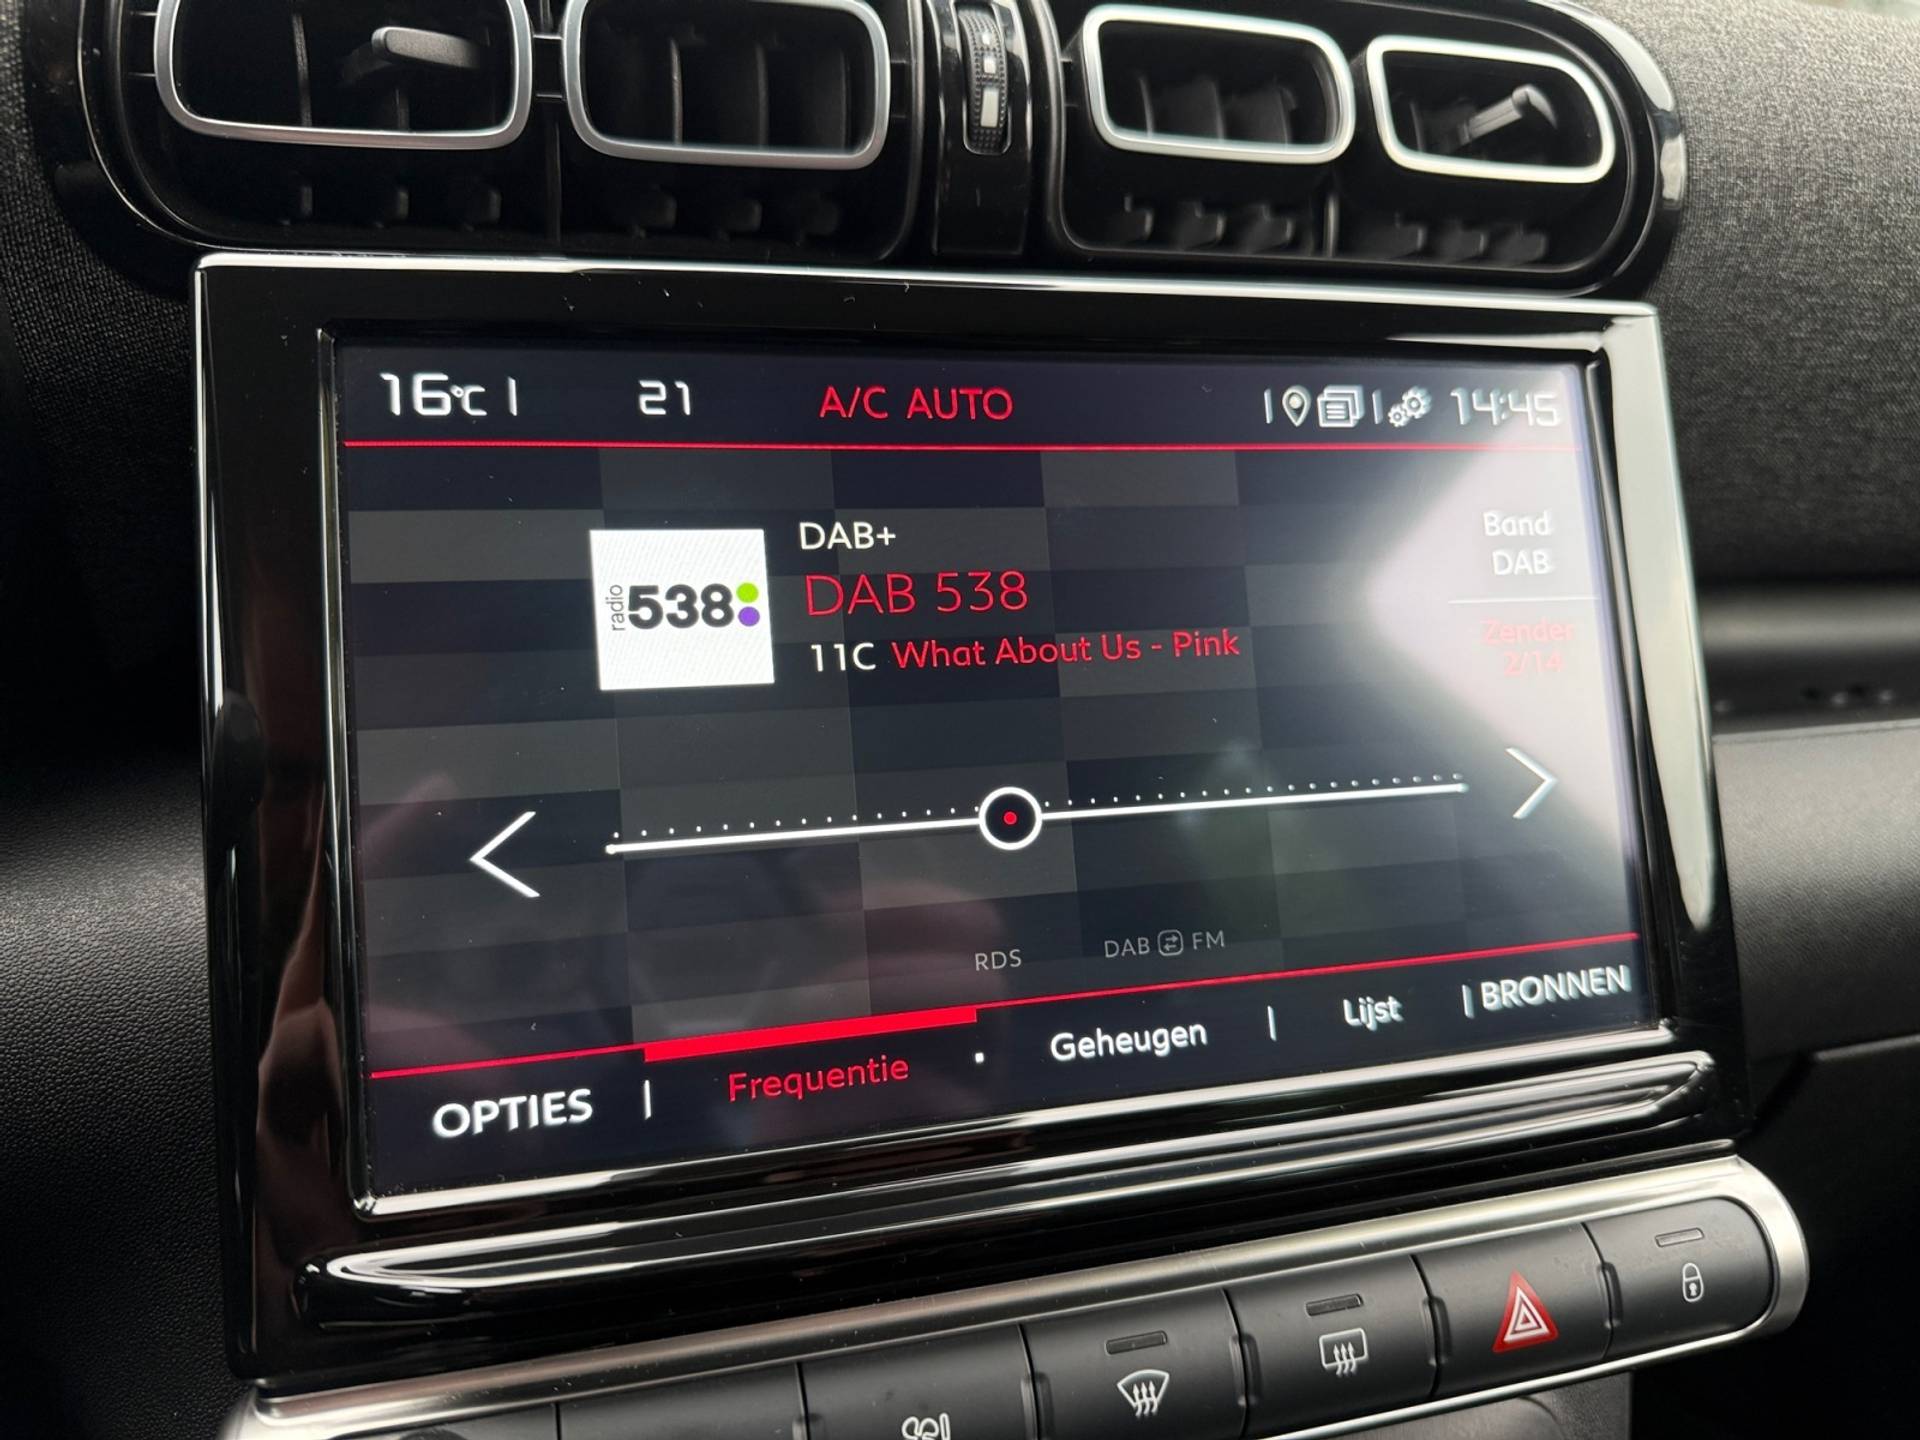 16°C | 21 A/C AUTO 14:45
DAB+
radio 538
DAB 538
11C What About Us - Pink
Band
DAB
Zender
2/14
RDS DAB FM
OPTIES | Frequentie Geheugen | Lijst | BRONNEN